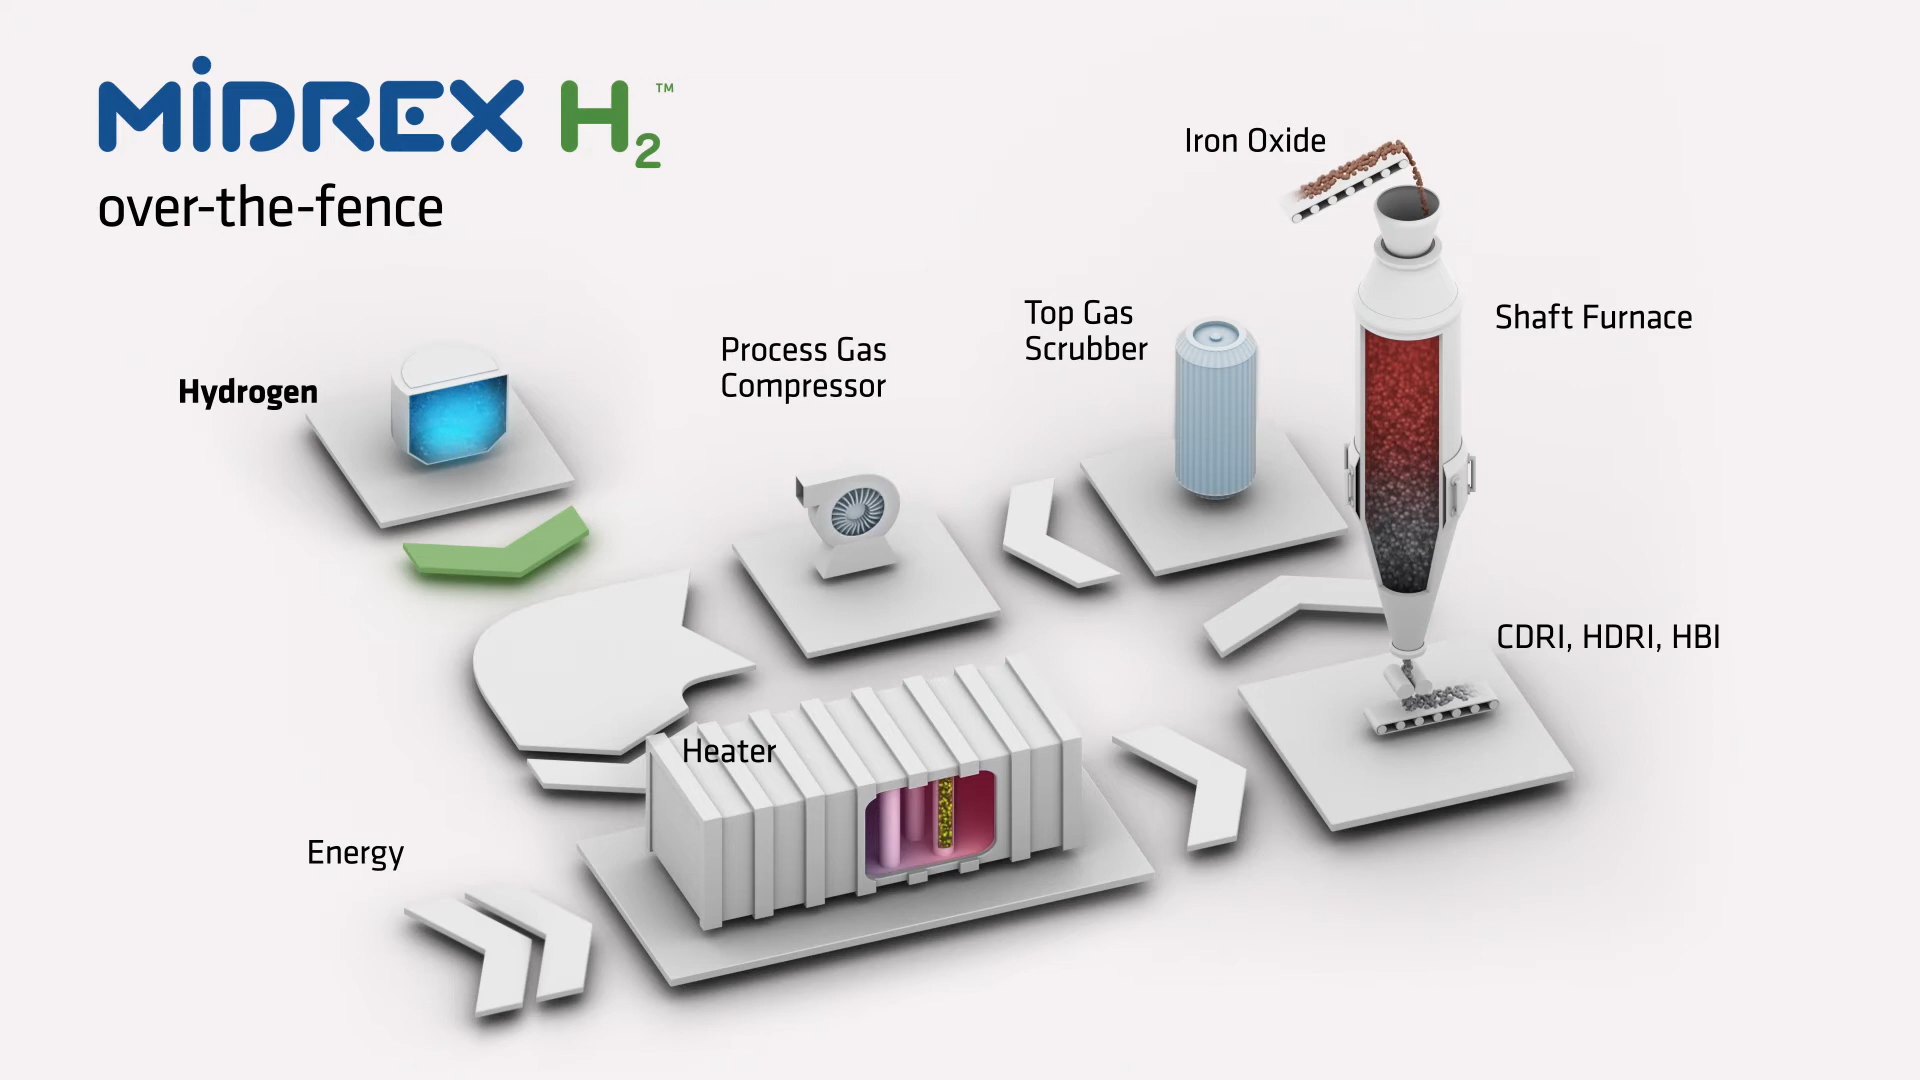 MiDREX H2™
over-the-fence
Iron Oxide
Top Gas
Scrubber
Shaft Furnace
Process Gas
Compressor
Hydrogen
CDRI, HDRI, HBI
Heater
Energy